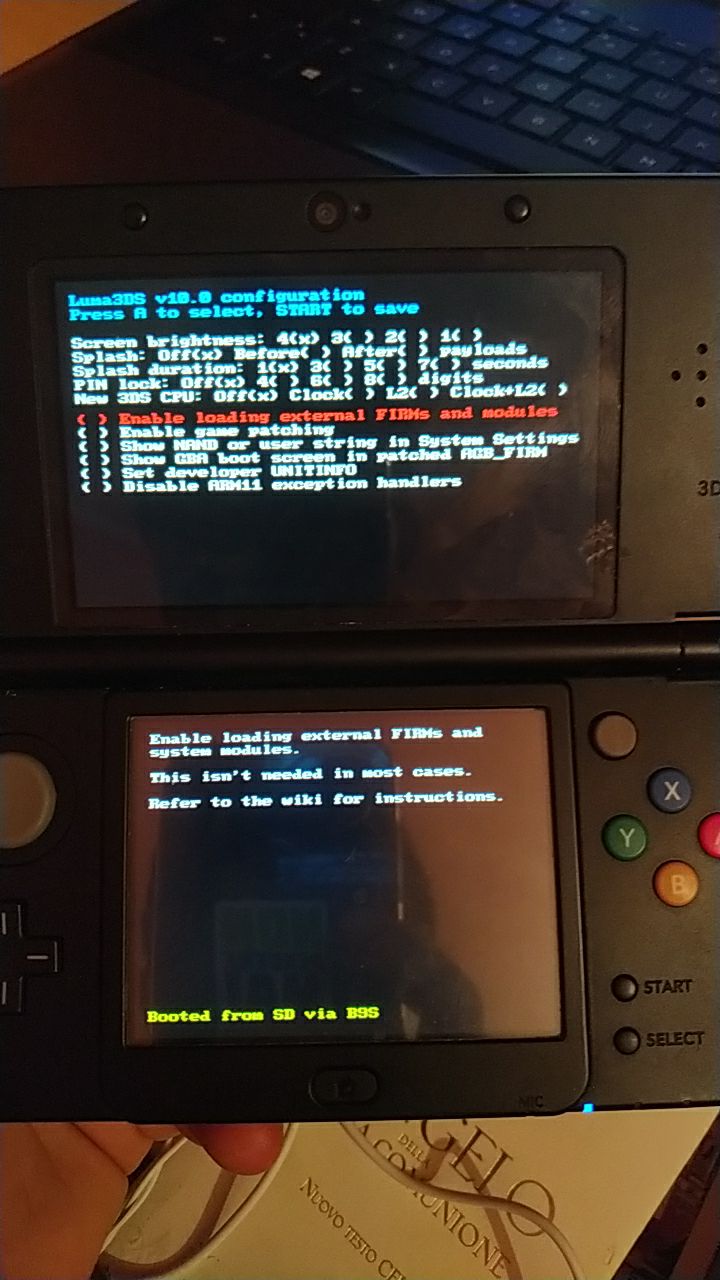 Luma3DS v10.0 configuration
Press A to select, START to save
Screen brightness: 4(x) 3( ) 2( ) 1( )
Splash: Off(x) Before( ) After( ) payloads
Splash duration: 1(x) 3( ) 5( ) 7( ) seconds
PIN lock: Off(x) 4( ) 6( ) 8( ) digits
New 3DS CPU: Off(x) Clock( ) L2( ) Clock+L2( )
( ) Enable loading external FIRMs and modules
( ) Enable game patching
( ) Show NAND or user string in System Settings
( ) Show GBA boot screen in patched AGB_FIRM
( ) Set developer UNITINFO
( ) Disable ARM11 exception handlers
3D
Enable loading external FIRMs and
system modules.
This isn't needed in most cases.
Refer to the wiki for instructions.
Booted from SD via B9S
X
Y
A
B
START
SELECT
MIC
DELLA
COMUNIONE
NUOVO TESTO